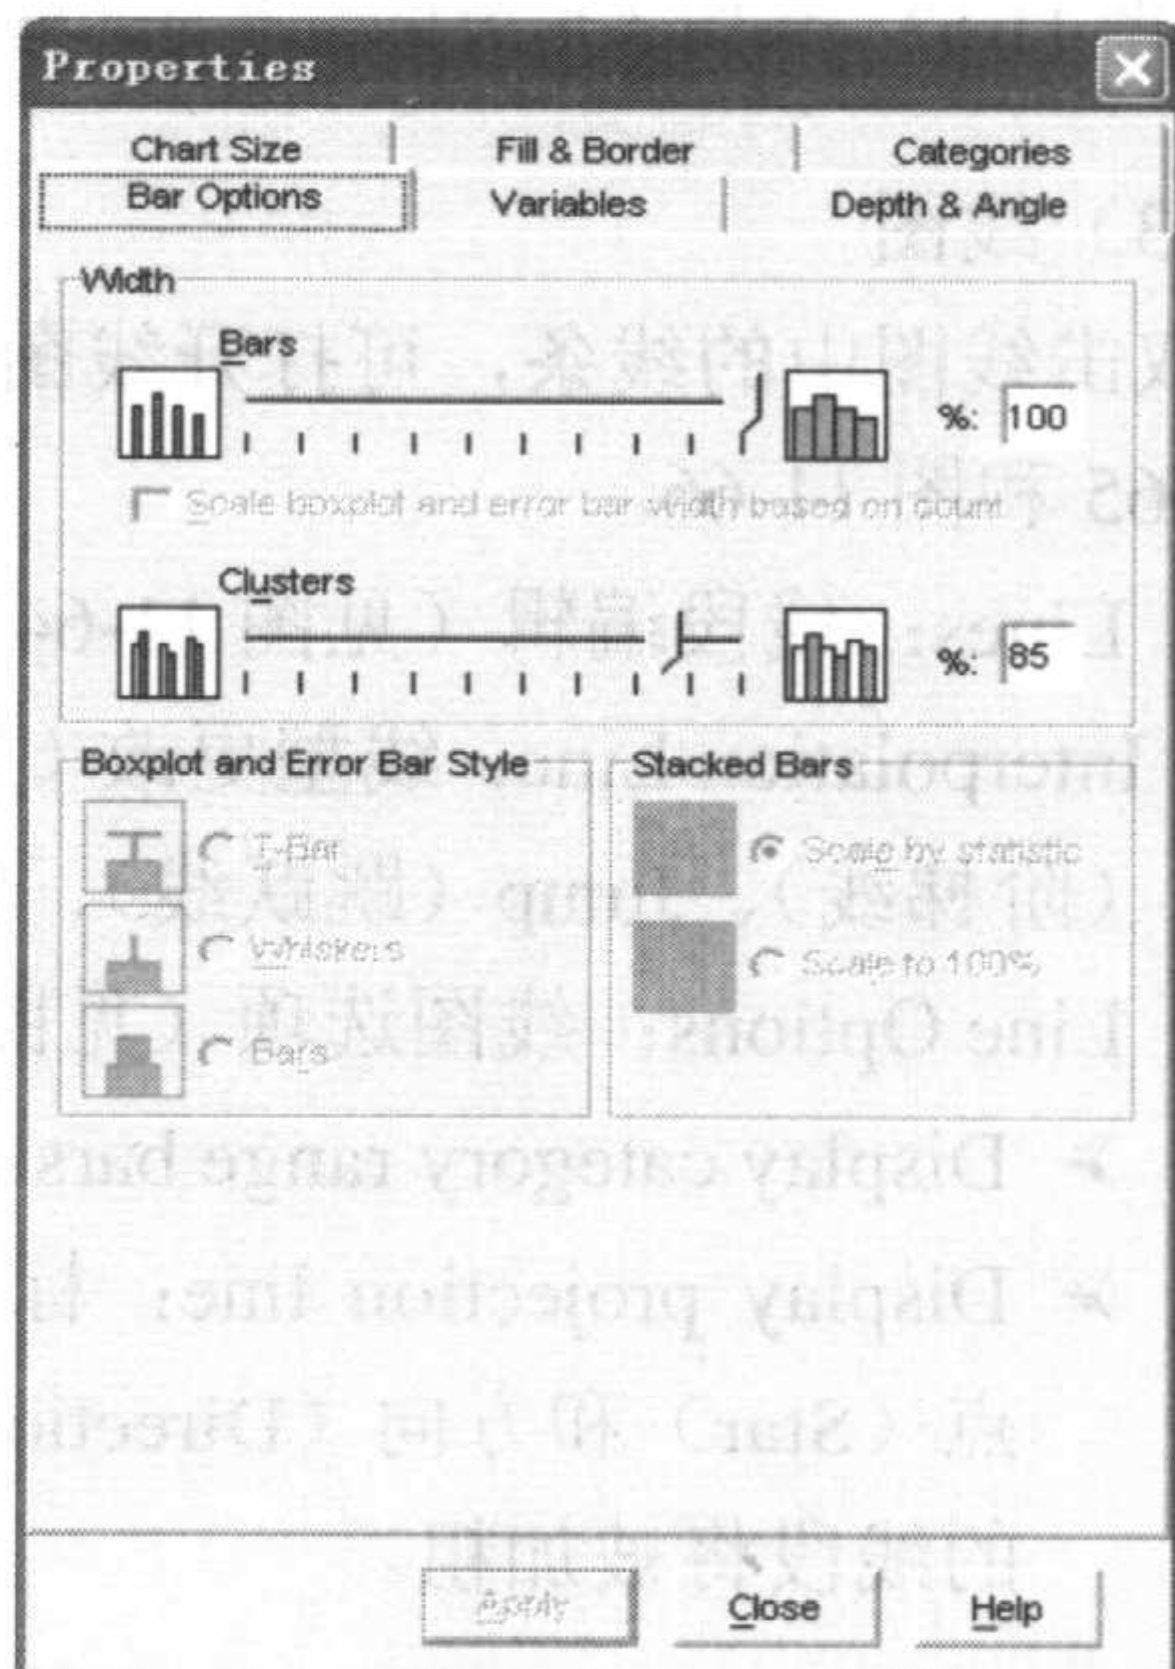 Properties
Chart Size Fill & Border Categories
Bar Options Variables Depth & Angle
Width
Bars
%: 100
Scale boxplot and error bar width based on count
Clusters
%: 85
Boxplot and Error Bar Style Stacked Bars
T-Bar Scale by statistic
Whiskers Scale to 100%
Bars
Apply Close Help